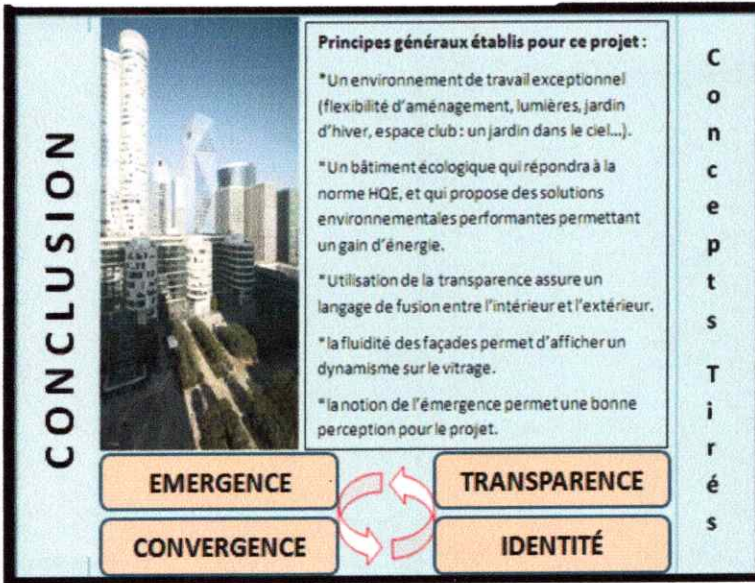 CONCLUSION
Principes généraux établis pour ce projet :
*Un environnement de travail exceptionnel
(flexibilité d'aménagement, lumières, jardin
d'hiver, espace club : un jardin dans le ciel...).
*Un bâtiment écologique qui répondra à la
norme HQE, et qui propose des solutions
environnementales performantes permettant
un gain d'énergie.
*Utilisation de la transparence assure un
langage de fusion entre l'intérieur et l'extérieur.
*la fluidité des façades permet d'afficher un
dynamisme sur le vitrage.
*la notion de l'émergence permet une bonne
perception pour le projet.
Concepts Tirés
EMERGENCE
TRANSPARENCE
CONVERGENCE
IDENTITÉ